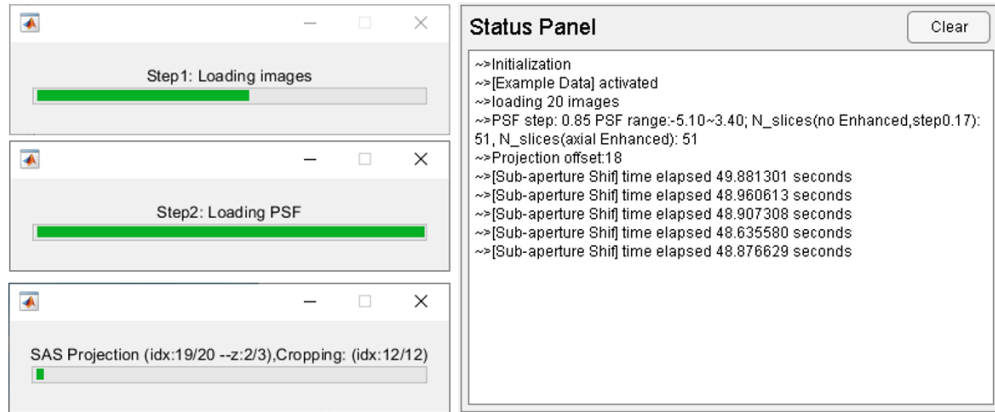 Step1: Loading images
Step2: Loading PSF
SAS Projection (idx:19/20 --z:2/3),Cropping: (idx:12/12)
Status Panel
Clear
~>Initialization
~>[Example Data] activated
~>loading 20 images
~>PSF step: 0.85 PSF range:-5.10~3.40; N_slices(no Enhanced,step0.17):
51, N_slices(axial Enhanced): 51
~>Projection offset:18
~>[Sub-aperture Shif] time elapsed 49.881301 seconds
~>[Sub-aperture Shif] time elapsed 48.960613 seconds
~>[Sub-aperture Shif] time elapsed 48.907308 seconds
~>[Sub-aperture Shif] time elapsed 48.635580 seconds
~>[Sub-aperture Shif] time elapsed 48.876629 seconds